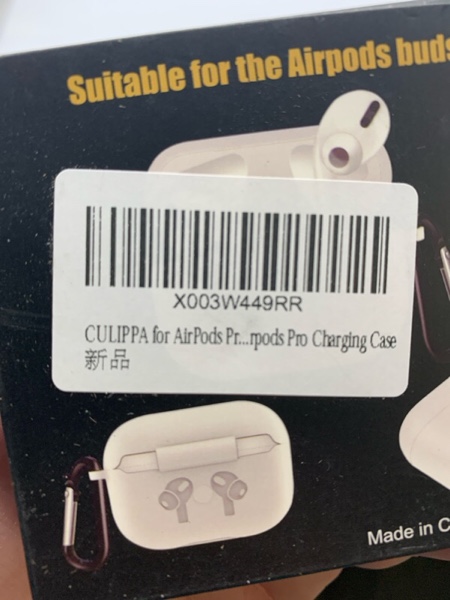 Suitable for the Airpods buds
X003W449RR
CULIPPA for AirPods Pr...rpods Pro Charging Case
新品
Made in